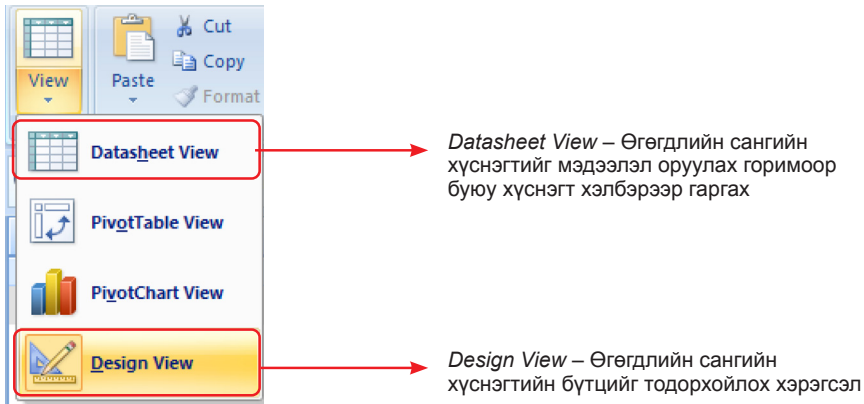 View
Paste
Cut
Copy
Format
Datasheet View
PivotTable View
PivotChart View
Design View
Datasheet View – Өгөгдлийн сангийн
хүснэгтийг мэдээлэл оруулах горимоор
буюу хүснэгт хэлбэрээр гаргах
Design View – Өгөгдлийн сангийн
хүснэгтийн бүтцийг тодорхойлох хэрэгсэл